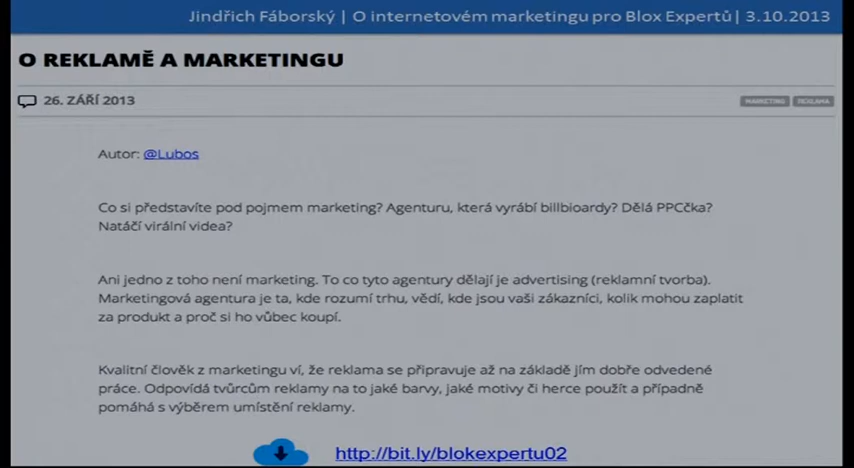 Jindřich Fáborský | O internetovém marketingu pro Blox Expertů| 3.10.2013
O REKLAMĚ A MARKETINGU
26. ZÁŘÍ 2013
MARKETING REKLAMA
Autor: @Lubos
Co si představíte pod pojmem marketing? Agenturu, která vyrábí billbioardy? Dělá PPCčka?
Natáčí virální videa?
Ani jedno z toho není marketing. To co tyto agentury dělají je advertising (reklamní tvorba).
Marketingová agentura je ta, kde rozumí trhu, vědí, kde jsou vaši zákazníci, kolik mohou zaplatit
za produkt a proč si ho vůbec koupí.
Kvalitní člověk z marketingu ví, že reklama se připravuje až na základě jím dobře odvedené
práce. Odpovídá tvůrcům reklamy na to jaké barvy, jaké motivy či herce použít a případně
pomáhá s výběrem umístění reklamy.
http://bit.ly/blokexpertu02